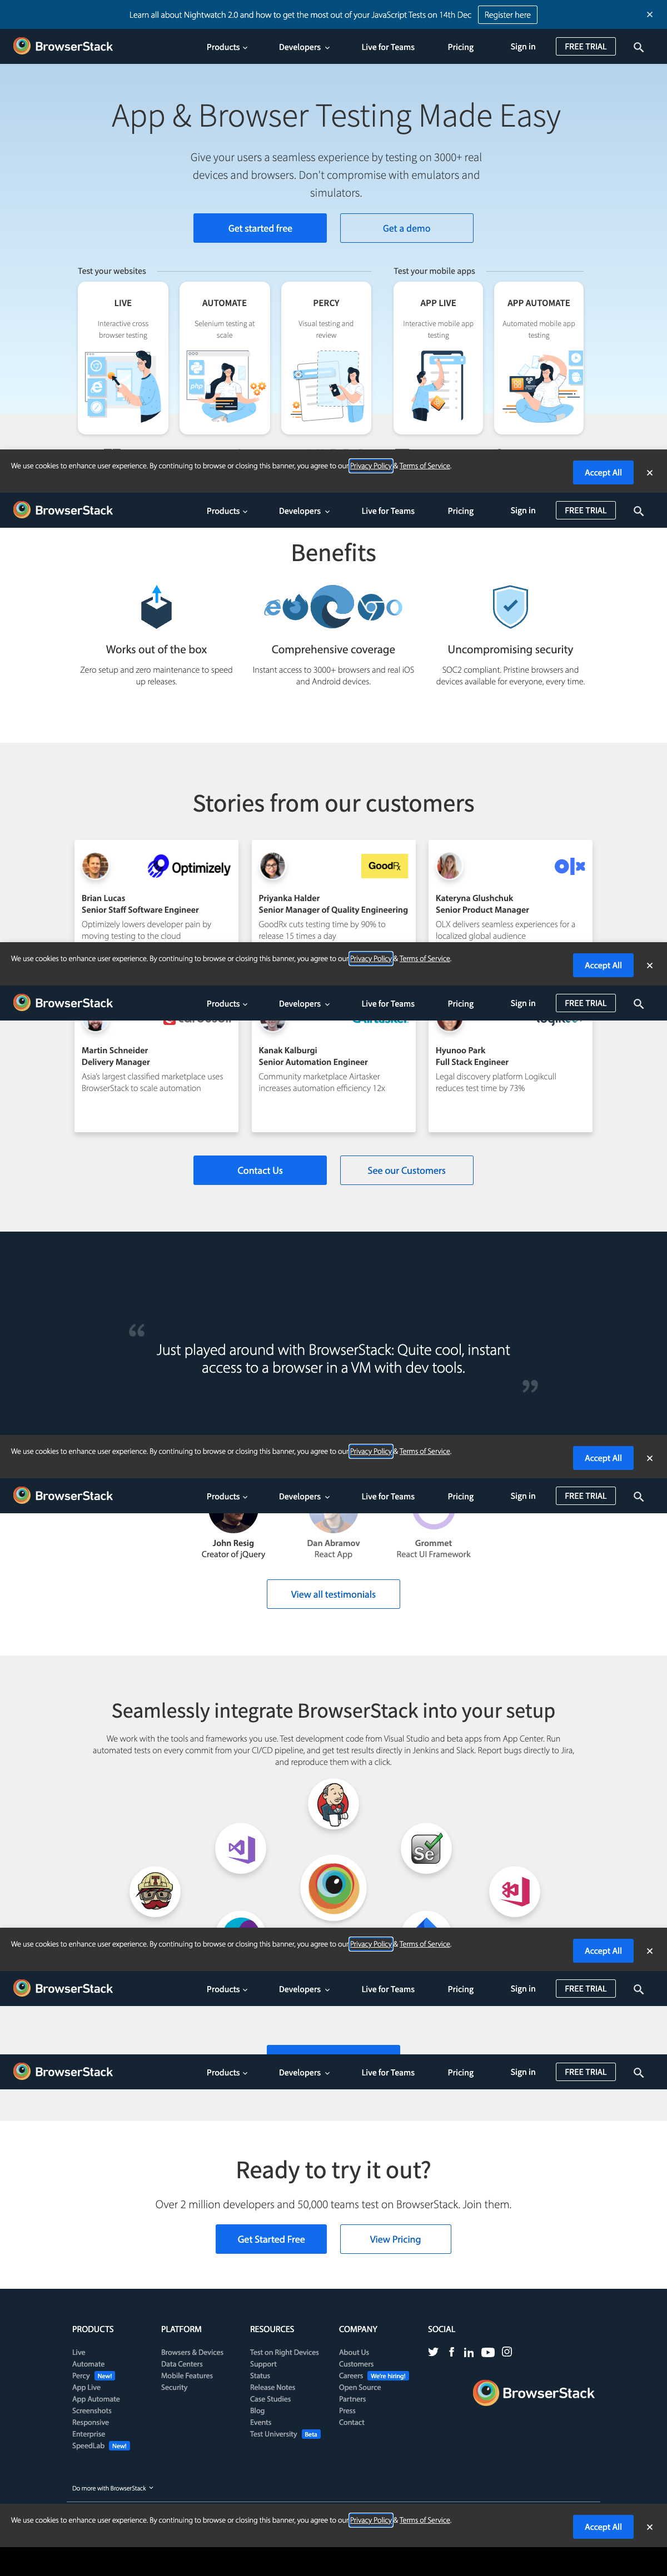 Learn all about Nightwatch 2.0 and how to get the most out of your JavaScript Tests on 14th Dec Register here
BrowserStack Products Developers Live for Teams Pricing Sign in FREE TRIAL
App & Browser Testing Made Easy
Give your users a seamless experience by testing on 3000+ real
devices and browsers. Don't compromise with emulators and
simulators.
Get started free Get a demo
Test your websites Test your mobile apps
LIVE AUTOMATE PERCY APP LIVE APP AUTOMATE
Interactive cross Selenium testing at Visual testing and Interactive mobile app Automated mobile app
browser testing scale review testing testing
php
We use cookies to enhance user experience. By continuing to browse or closing this banner, you agree to our Privacy Policy & Terms of Service. Accept All
BrowserStack Products Developers Live for Teams Pricing Sign in FREE TRIAL
Benefits
Works out of the box Comprehensive coverage Uncompromising security
Zero setup and zero maintenance to speed Instant access to 3000+ browsers and real iOS SOC2 compliant. Pristine browsers and
up releases. and Android devices. devices available for everyone, every time.
Stories from our customers
Optimizely GoodRx olx
Brian Lucas Priyanka Halder Kateryna Glushchuk
Senior Staff Software Engineer Senior Manager of Quality Engineering Senior Product Manager
Optimizely lowers developer pain by GoodRx cuts testing time by 90% to OLX delivers seamless experiences for a
moving testing to the cloud release 15 times a day localized global audience
We use cookies to enhance user experience. By continuing to browse or closing this banner, you agree to our Privacy Policy & Terms of Service. Accept All
BrowserStack Products Developers Live for Teams Pricing Sign in FREE TRIAL
Martin Schneider Kanak Kalburgi Hyunoo Park
Delivery Manager Senior Automation Engineer Full Stack Engineer
Asia's largest classified marketplace uses Community marketplace Airtasker Legal discovery platform Logikcull
BrowserStack to scale automation increases automation efficiency 12x reduces test time by 73%
Contact Us See our Customers
“
Just played around with BrowserStack: Quite cool, instant
access to a browser in a VM with dev tools.
”
We use cookies to enhance user experience. By continuing to browse or closing this banner, you agree to our Privacy Policy & Terms of Service. Accept All
BrowserStack Products Developers Live for Teams Pricing Sign in FREE TRIAL
John Resig Dan Abramov Grommet
Creator of jQuery React App React UI Framework
View all testimonials
Seamlessly integrate BrowserStack into your setup
We work with the tools and frameworks you use. Test development code from Visual Studio and beta apps from App Center. Run
automated tests on every commit from your CI/CD pipeline, and get test results directly in Jenkins and Slack. Report bugs directly to Jira,
and reproduce them with a click.
Se
We use cookies to enhance user experience. By continuing to browse or closing this banner, you agree to our Privacy Policy & Terms of Service. Accept All
BrowserStack Products Developers Live for Teams Pricing Sign in FREE TRIAL
BrowserStack Products Developers Live for Teams Pricing Sign in FREE TRIAL
Ready to try it out?
Over 2 million developers and 50,000 teams test on BrowserStack. Join them.
Get Started Free View Pricing
PRODUCTS PLATFORM RESOURCES COMPANY SOCIAL
Live Browsers & Devices Test on Right Devices About Us
Automate Data Centers Support Customers
Percy New! Mobile Features Status Careers We're hiring!
App Live Security Release Notes Open Source
App Automate Case Studies Partners
Screenshots Blog Press
Responsive Events Contact
Enterprise Test University Beta
SpeedLab New!
BrowserStack
Do more with BrowserStack
We use cookies to enhance user experience. By continuing to browse or closing this banner, you agree to our Privacy Policy & Terms of Service. Accept All